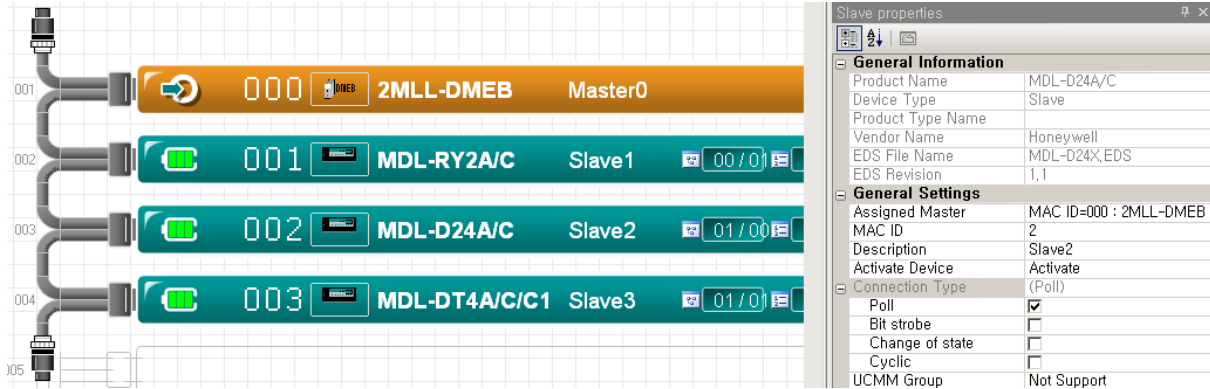 001
000 DMEB 2MLL-DMEB Master0
002
001 MDL-RY2A/C Slave1 00/01
003
002 MDL-D24A/C Slave2 01/00
004
003 MDL-DT4A/C/C1 Slave3 01/01
005
Slave properties
General Information
Product Name MDL-D24A/C
Device Type Slave
Product Type Name
Vendor Name Honeywell
EDS File Name MDL-D24X,EDS
EDS Revision 1,1
General Settings
Assigned Master MAC ID=000 : 2MLL-DMEB
MAC ID 2
Description Slave2
Activate Device Activate
Connection Type (Poll)
Poll
Bit strobe
Change of state
Cyclic
UCMM Group Not Support